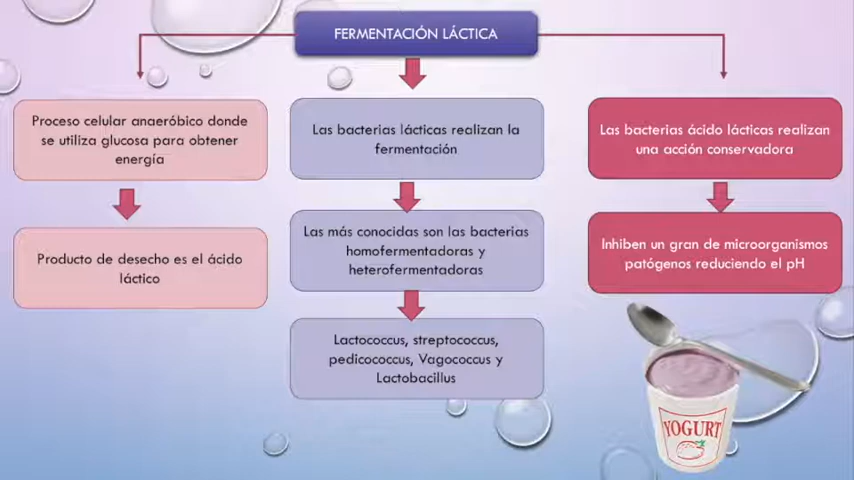 FERMENTACIÓN LÁCTICA
Proceso celular anaeróbico donde
se utiliza glucosa para obtener
energía
Producto de desecho es el ácido
láctico
Las bacterias lácticas realizan la
fermentación
Las más conocidas son las bacterias
homofermentadoras y
heterofermentadoras
Lactococcus, streptococcus,
pedicococcus, Vagococcus y
Lactobacillus
Las bacterias ácido lácticas realizan
una acción conservadora
Inhiben un gran de microorganismos
patógenos reduciendo el pH
YOGURT